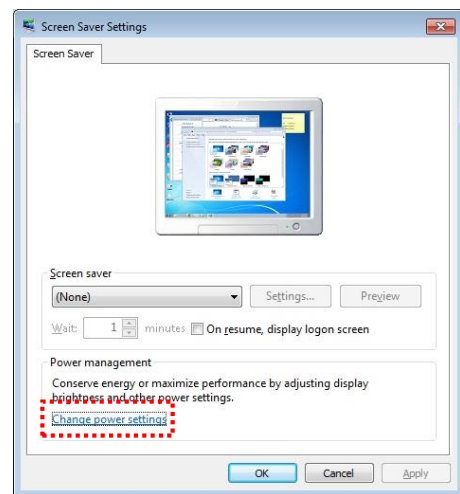 Screen Saver Settings
Screen Saver
Screen saver
(None)
Settings...
Preview
Wait: 1 minutes On resume, display logon screen
Power management
Conserve energy or maximize performance by adjusting display
brightness and other power settings.
Change power settings
OK Cancel Apply